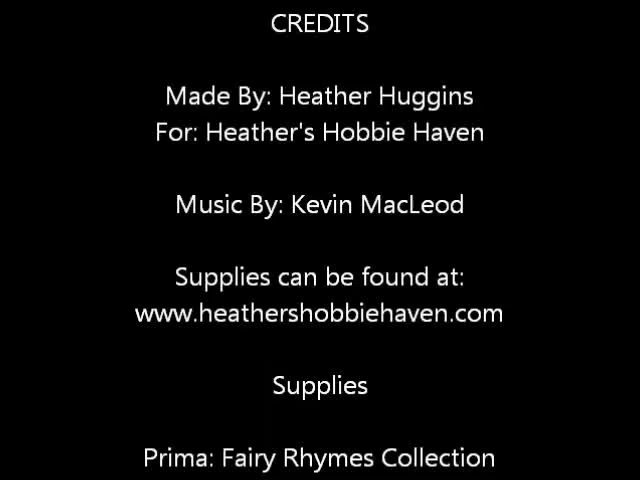 CREDITS
Made By: Heather Huggins
For: Heather's Hobbie Haven
Music By: Kevin MacLeod
Supplies can be found at:
www.heathershobbiehaven.com
Supplies
Prima: Fairy Rhymes Collection